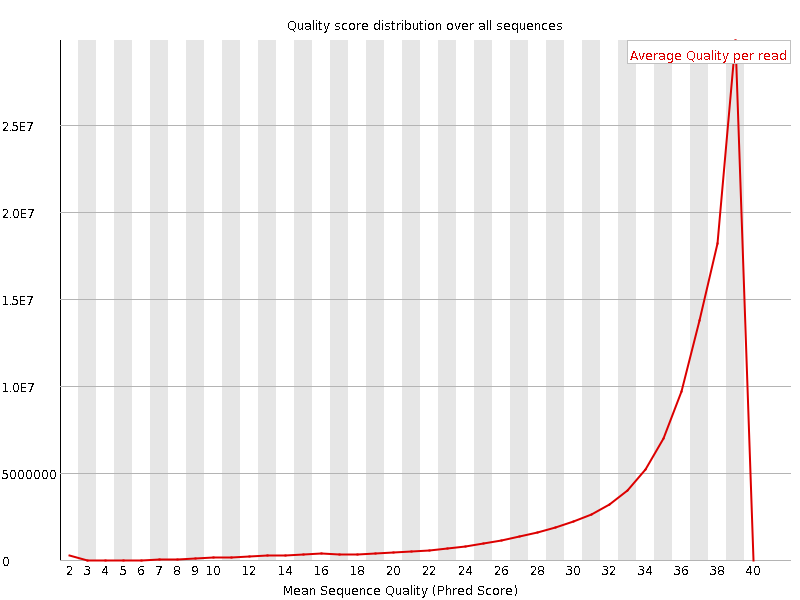 Quality score distribution over all sequences
Average Quality per read
2.5E7
2.0E7
1.5E7
1.0E7
5000000
0
2 3 4 5 6 7 8 9 10 12 14 16 18 20 22 24 26 28 30 32 34 36 38 40
Mean Sequence Quality (Phred Score)